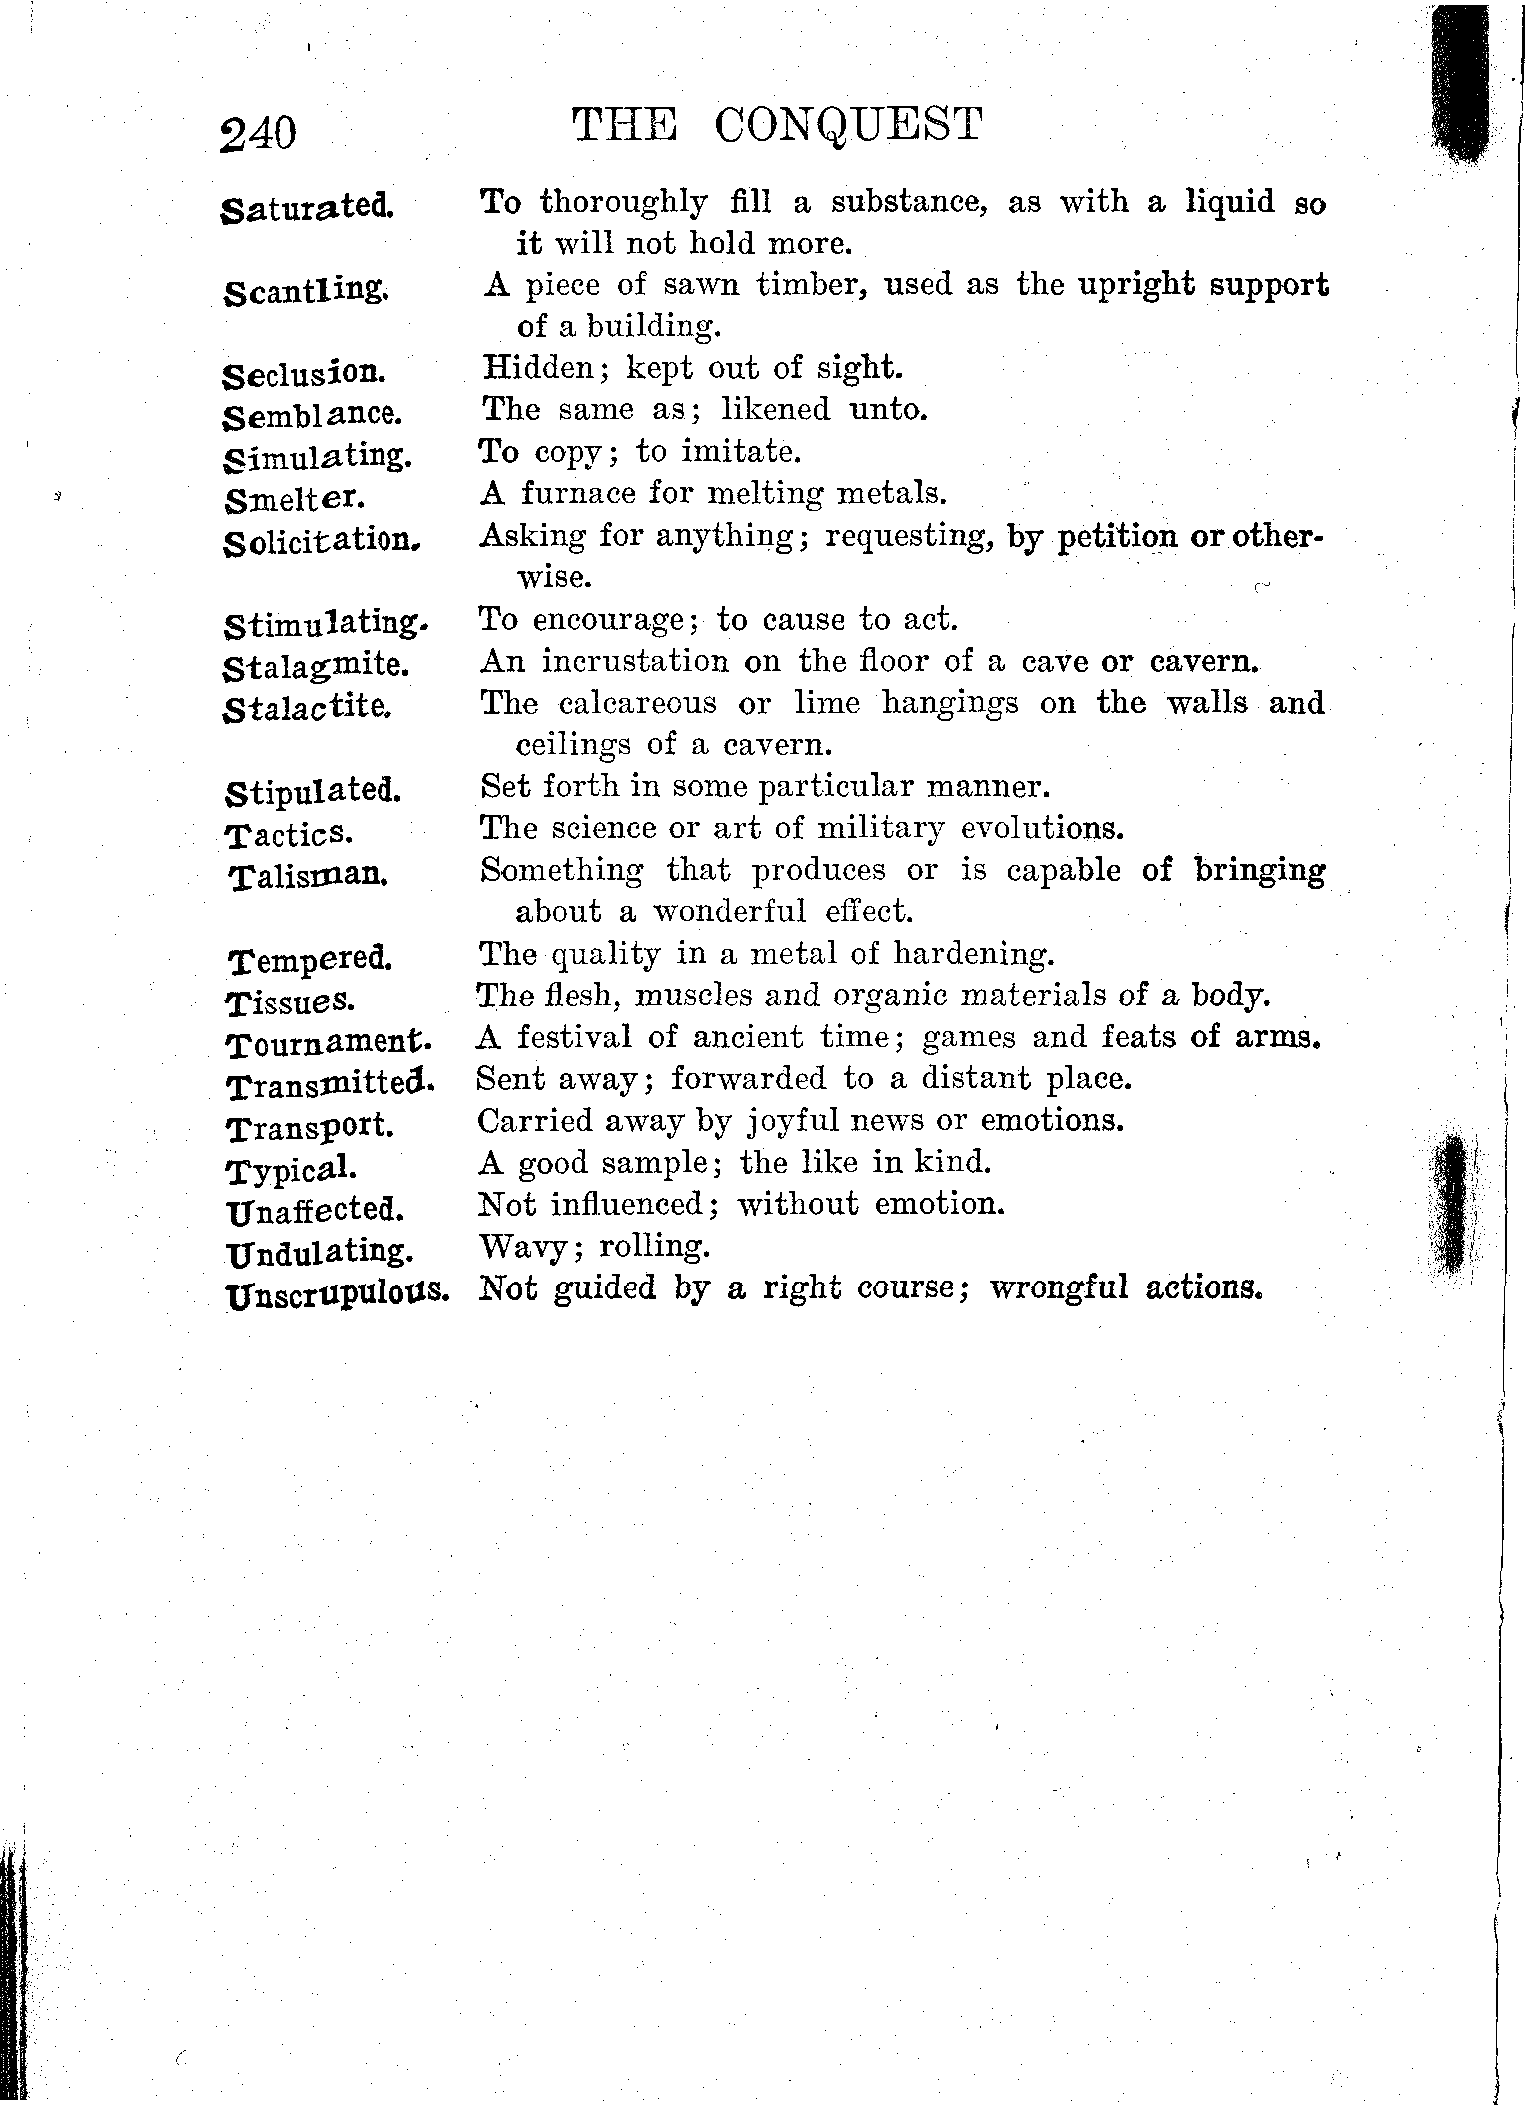 240 THE CONQUEST
Saturated. To thoroughly fill a substance, as with a liquid so
it will not hold more.
Scantling. A piece of sawn timber, used as the upright support
of a building.
Seclusion. Hidden; kept out of sight.
Semblance. The same as; likened unto.
Simulating. To copy; to imitate.
Smelter. A furnace for melting metals.
Solicitation. Asking for anything; requesting, by petition or other-
wise.
Stimulating. To encourage; to cause to act.
Stalagmite. An incrustation on the floor of a cave or cavern.
Stalactite. The calcareous or lime hangings on the walls and
ceilings of a cavern.
Stipulated. Set forth in some particular manner.
Tactics. The science or art of military evolutions.
Talisman. Something that produces or is capable of bringing
about a wonderful effect.
Tempered. The quality in a metal of hardening.
Tissues. The flesh, muscles and organic materials of a body.
Tournament. A festival of ancient time; games and feats of arms.
Transmitted. Sent away; forwarded to a distant place.
Transport. Carried away by joyful news or emotions.
Typical. A good sample; the like in kind.
Unaffected. Not influenced; without emotion.
Undulating. Wavy; rolling.
Unscrupulous. Not guided by a right course; wrongful actions.